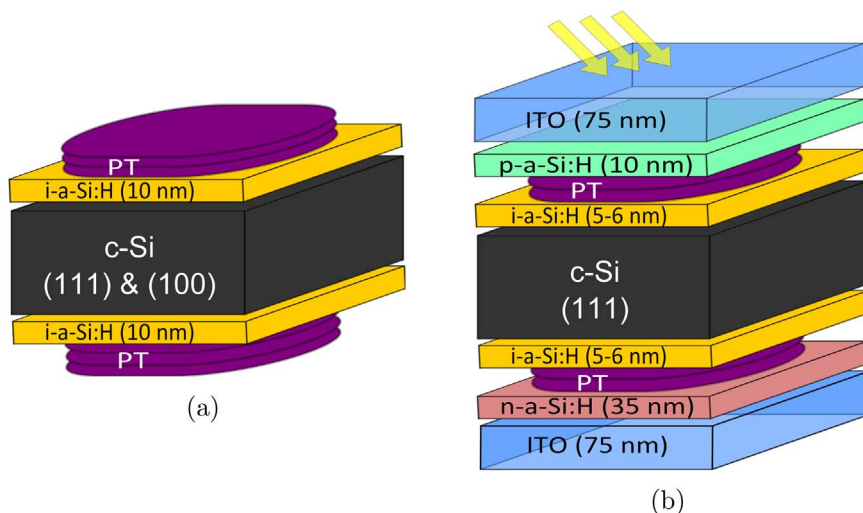 PT
i-a-Si:H (10 nm)
c-Si
(111) & (100)
i-a-Si:H (10 nm)
PT
(a)
ITO (75 nm)
p-a-Si:H (10 nm)
PT
i-a-Si:H (5-6 nm)
c-Si
(111)
i-a-Si:H (5-6 nm)
PT
n-a-Si:H (35 nm)
ITO (75 nm)
(b)